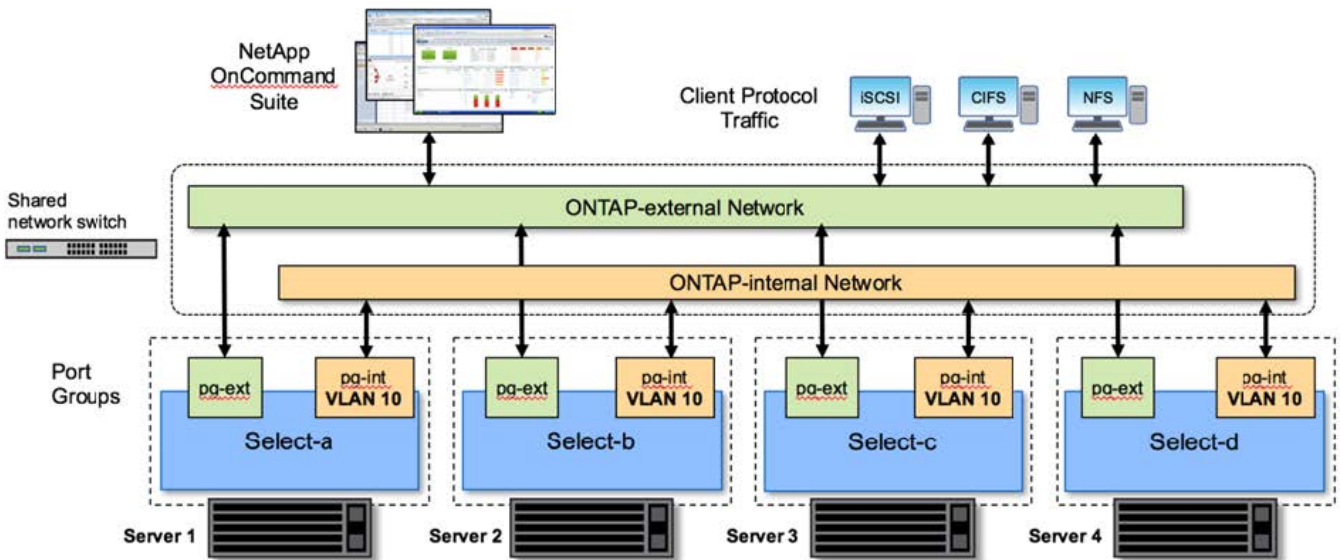 NetApp
OnCommand
Suite
Client Protocol
Traffic
iSCSI
CIFS
NFS
Shared
network switch
ONTAP-external Network
ONTAP-internal Network
Port
Groups
pg-ext
pg-int
VLAN 10
Select-a
pg-ext
pg-int
VLAN 10
Select-b
pg-ext
pg-int
VLAN 10
Select-c
pg-ext
pg-int
VLAN 10
Select-d
Server 1
Server 2
Server 3
Server 4